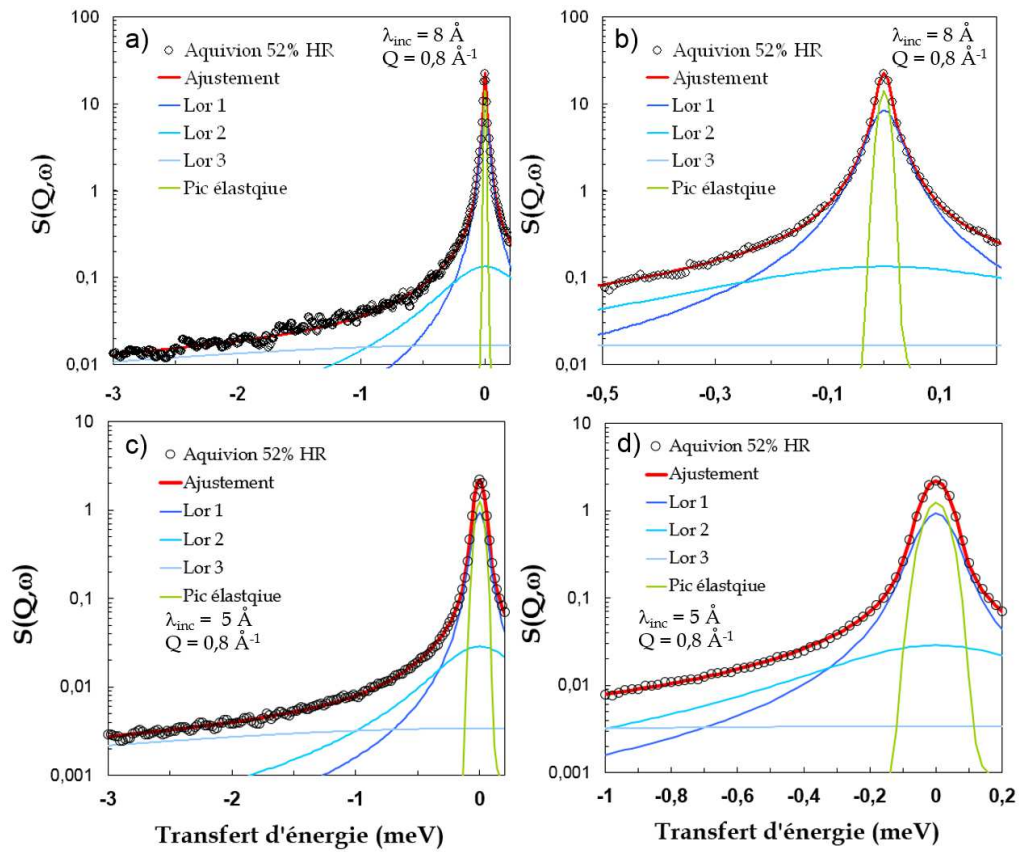 a)
λinc = 8 Å
Q = 0,8 Å-1
Aquivion 52% HR
Ajustement
Lor 1
Lor 2
Lor 3
Pic élastqiue
S(Q,ω)
100
10
1
0,1
0,01
-3
-2
-1
0
b)
λinc = 8 Å
Q = 0,8 Å-1
Aquivion 52% HR
Ajustement
Lor 1
Lor 2
Lor 3
Pic élastqiue
S(Q,ω)
100
10
1
0,1
0,01
-0,5
-0,3
-0,1
0,1
c)
Aquivion 52% HR
Ajustement
Lor 1
Lor 2
Lor 3
Pic élastqiue
λinc = 5 Å
Q = 0,8 Å-1
S(Q,ω)
10
1
0,1
0,01
0,001
-3
-2
-1
0
Transfert d'énergie (meV)
d)
Aquivion 52% HR
Ajustement
Lor 1
Lor 2
Lor 3
Pic élastqiue
λinc = 5 Å
Q = 0,8 Å-1
S(Q,ω)
10
1
0,1
0,01
0,001
-1
-0,8
-0,6
-0,4
-0,2
0
0,2
Transfert d'énergie (meV)